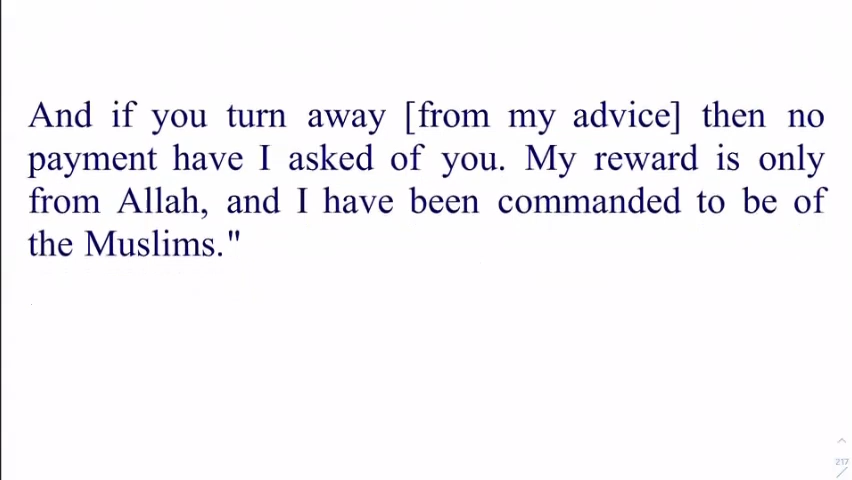 And if you turn away [from my advice] then no
payment have I asked of you. My reward is only
from Allah, and I have been commanded to be of
the Muslims."
217